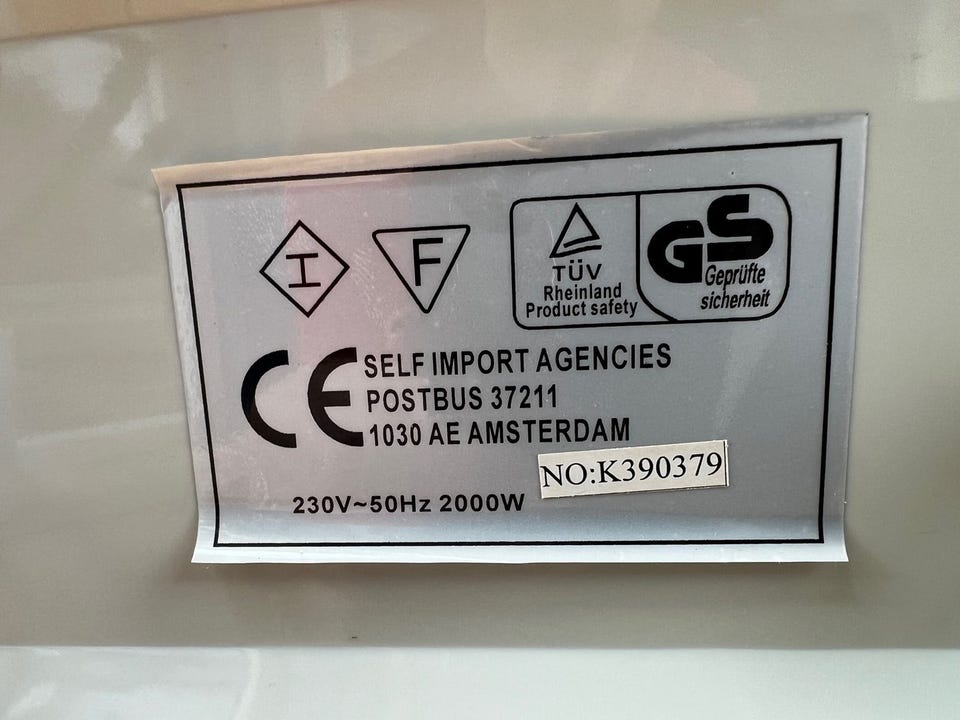 I
F
TÜV
Rheinland
Product safety
GS
Geprüfte
sicherheit
CE
SELF IMPORT AGENCIES
POSTBUS 37211
1030 AE AMSTERDAM
NO:K390379
230V~50Hz 2000W